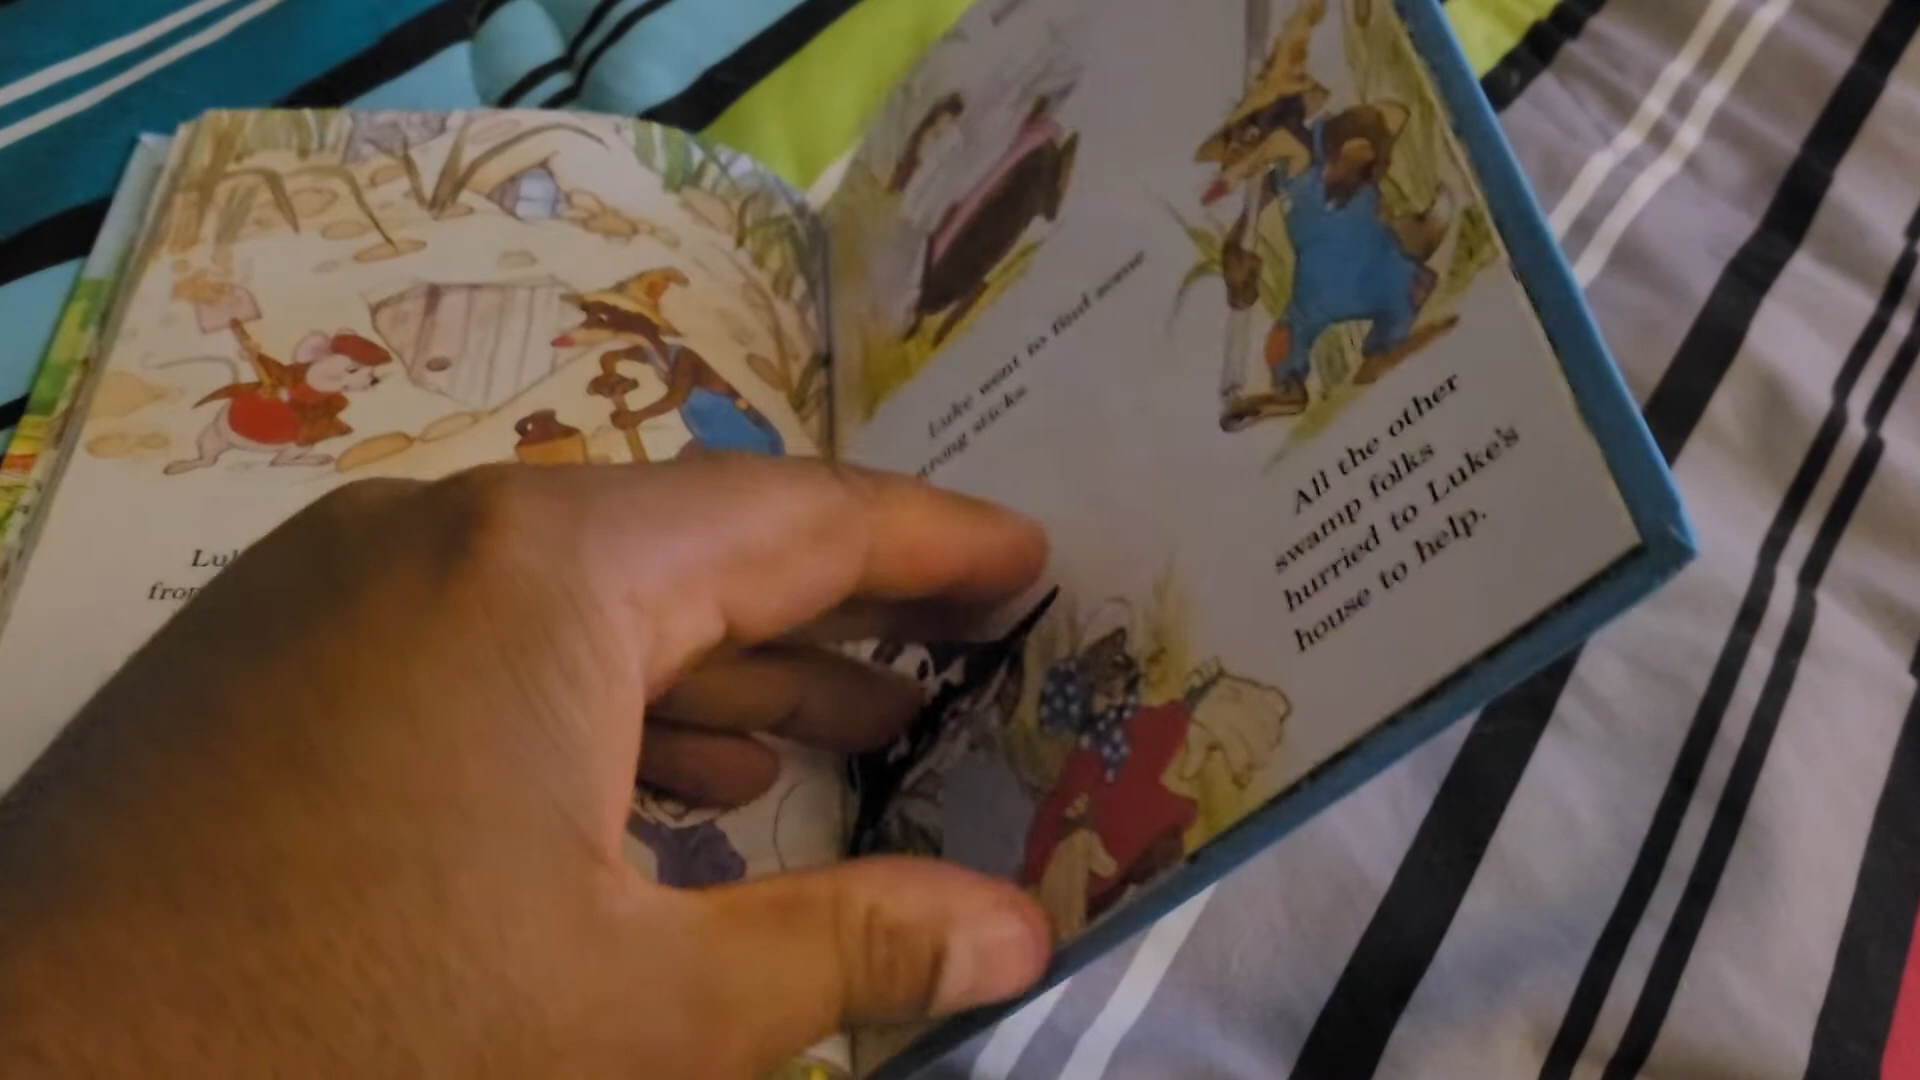 Luke went to find some
strong sticks.
All the other
swamp folks
hurried to Luke's
house to help.